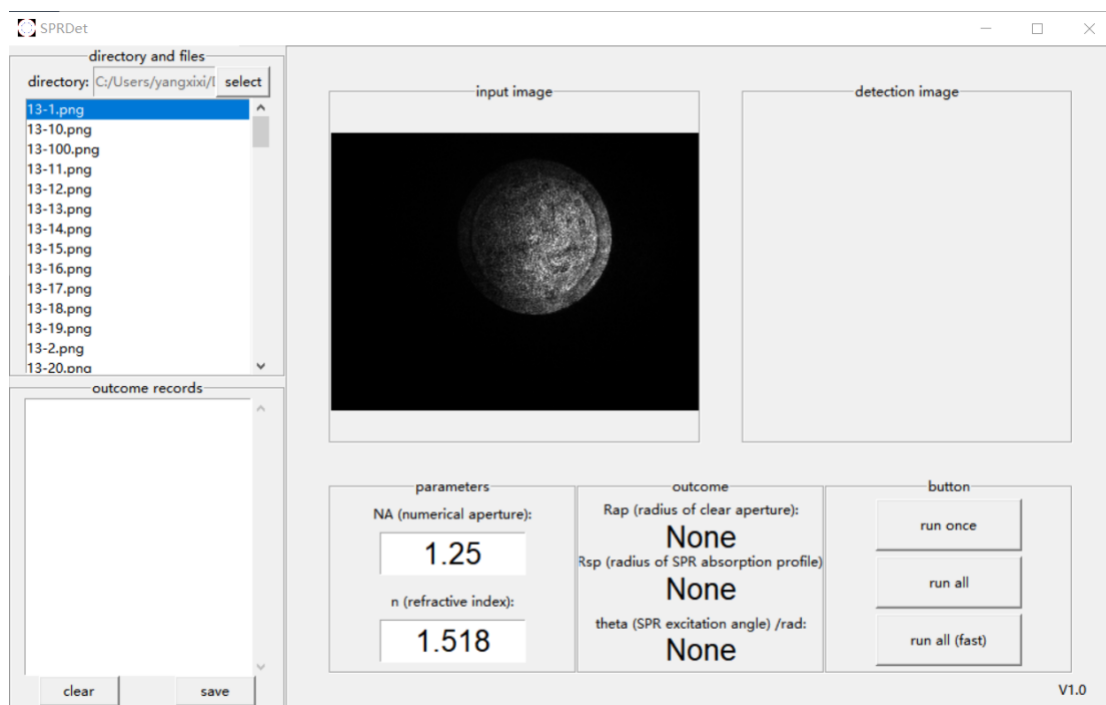 SPRDet
directory and files
directory: C:/Users/yangxixi/I select
13-1.png
13-10.png
13-100.png
13-11.png
13-12.png
13-13.png
13-14.png
13-15.png
13-16.png
13-17.png
13-18.png
13-19.png
13-2.png
13-20.png
outcome records
clear save
input image
detection image
parameters
NA (numerical aperture):
1.25
n (refractive index):
1.518
outcome
Rap (radius of clear aperture):
None
Rsp (radius of SPR absorption profile)
None
theta (SPR excitation angle) /rad:
None
button
run once
run all
run all (fast)
V1.0